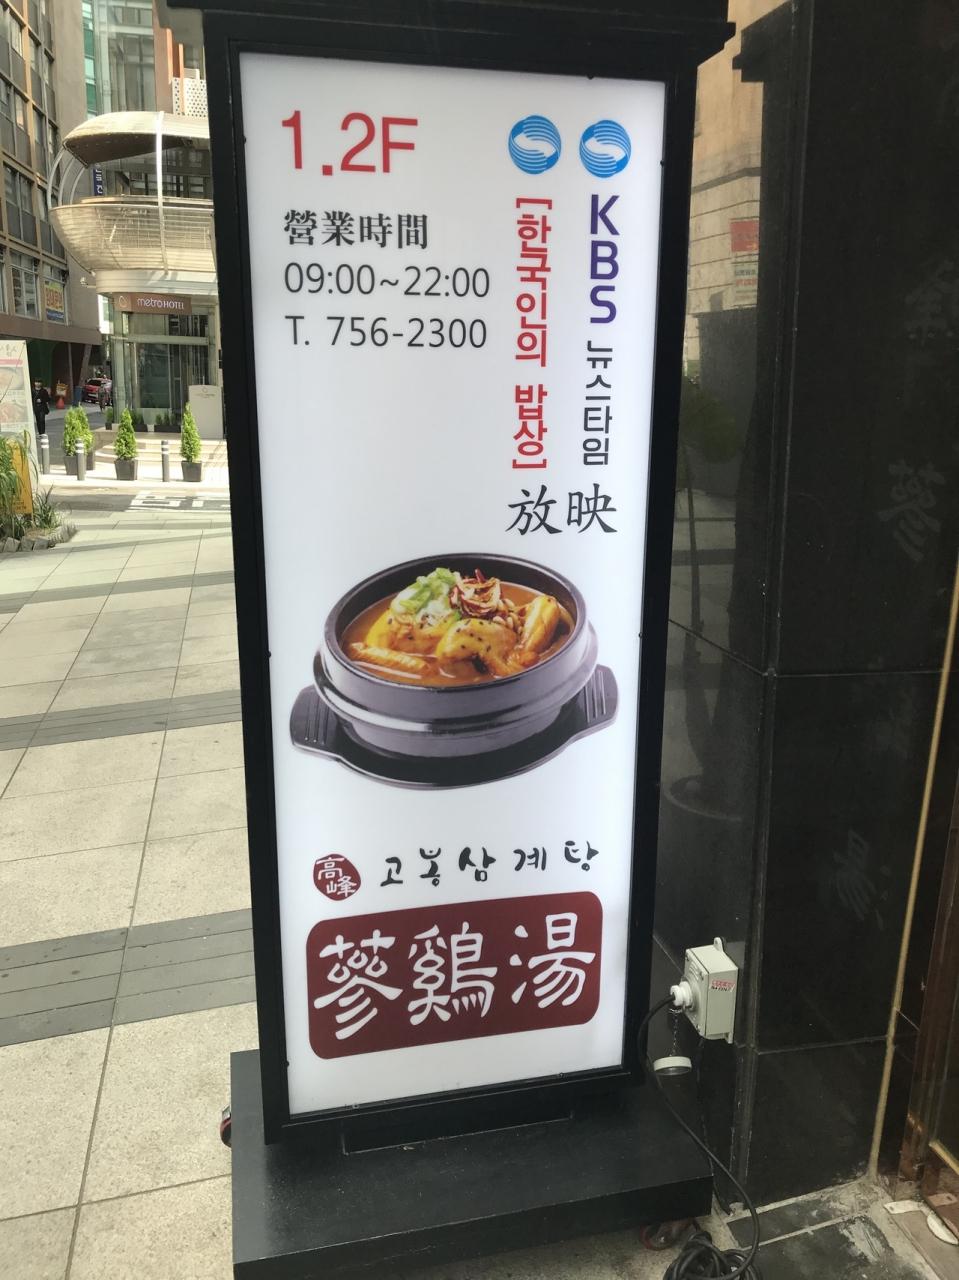 1.2F
營業時間
09:00~22:00
T. 756-2300
KBS 뉴스타임
[한국인의 밥상]
放映
高峰
고봉삼계탕
蔘鷄湯
metro HOTEL